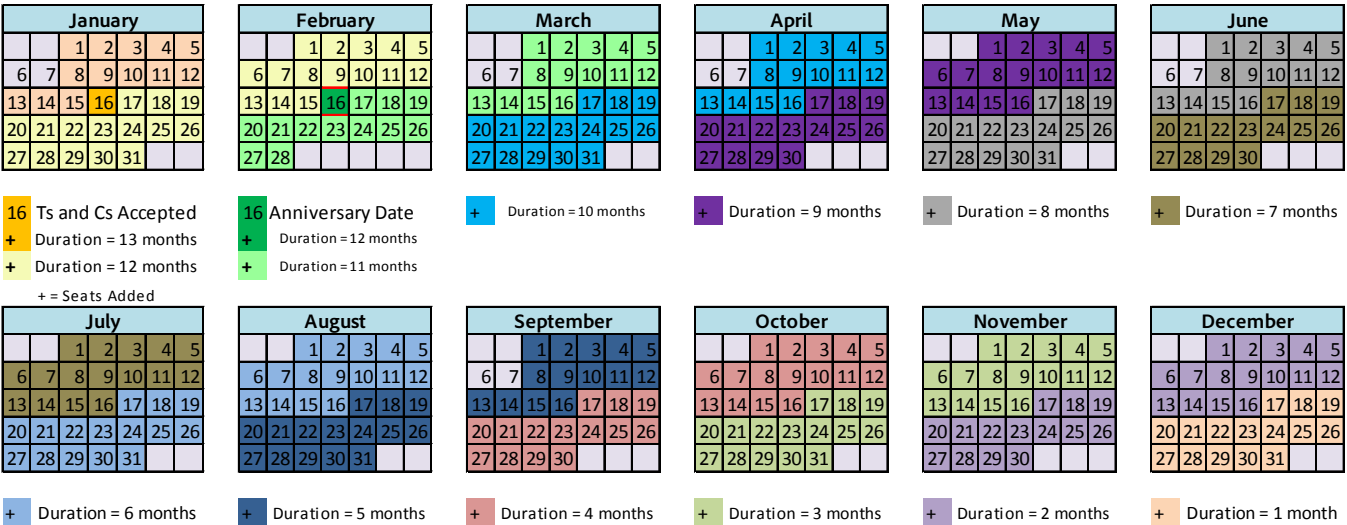 January February March April May June
1 2 3 4 5 1 2 3 4 5 1 2 3 4 5 1 2 3 4 5 1 2 3 4 5 1 2 3 4 5
6 7 8 9 10 11 12 6 7 8 9 10 11 12 6 7 8 9 10 11 12 6 7 8 9 10 11 12 6 7 8 9 10 11 12 6 7 8 9 10 11 12
13 14 15 16 17 18 19 13 14 15 16 17 18 19 13 14 15 16 17 18 19 13 14 15 16 17 18 19 13 14 15 16 17 18 19 13 14 15 16 17 18 19
20 21 22 23 24 25 26 20 21 22 23 24 25 26 20 21 22 23 24 25 26 20 21 22 23 24 25 26 20 21 22 23 24 25 26 20 21 22 23 24 25 26
27 28 29 30 31 27 28 27 28 29 30 31 27 28 29 30 27 28 29 30 31 27 28 29 30
16 Ts and Cs Accepted 16 Anniversary Date + Duration = 10 months + Duration = 9 months + Duration = 8 months + Duration = 7 months
+ Duration = 13 months + Duration = 12 months
+ Duration = 12 months + Duration = 11 months
+ = Seats Added
July August September October November December
1 2 3 4 5 1 2 3 4 5 1 2 3 4 5 1 2 3 4 5 1 2 3 4 5 1 2 3 4 5
6 7 8 9 10 11 12 6 7 8 9 10 11 12 6 7 8 9 10 11 12 6 7 8 9 10 11 12 6 7 8 9 10 11 12 6 7 8 9 10 11 12
13 14 15 16 17 18 19 13 14 15 16 17 18 19 13 14 15 16 17 18 19 13 14 15 16 17 18 19 13 14 15 16 17 18 19 13 14 15 16 17 18 19
20 21 22 23 24 25 26 20 21 22 23 24 25 26 20 21 22 23 24 25 26 20 21 22 23 24 25 26 20 21 22 23 24 25 26 20 21 22 23 24 25 26
27 28 29 30 31 27 28 29 30 31 27 28 29 30 27 28 29 30 31 27 28 29 30 27 28 29 30 31
+ Duration = 6 months + Duration = 5 months + Duration = 4 months + Duration = 3 months + Duration = 2 months + Duration = 1 month